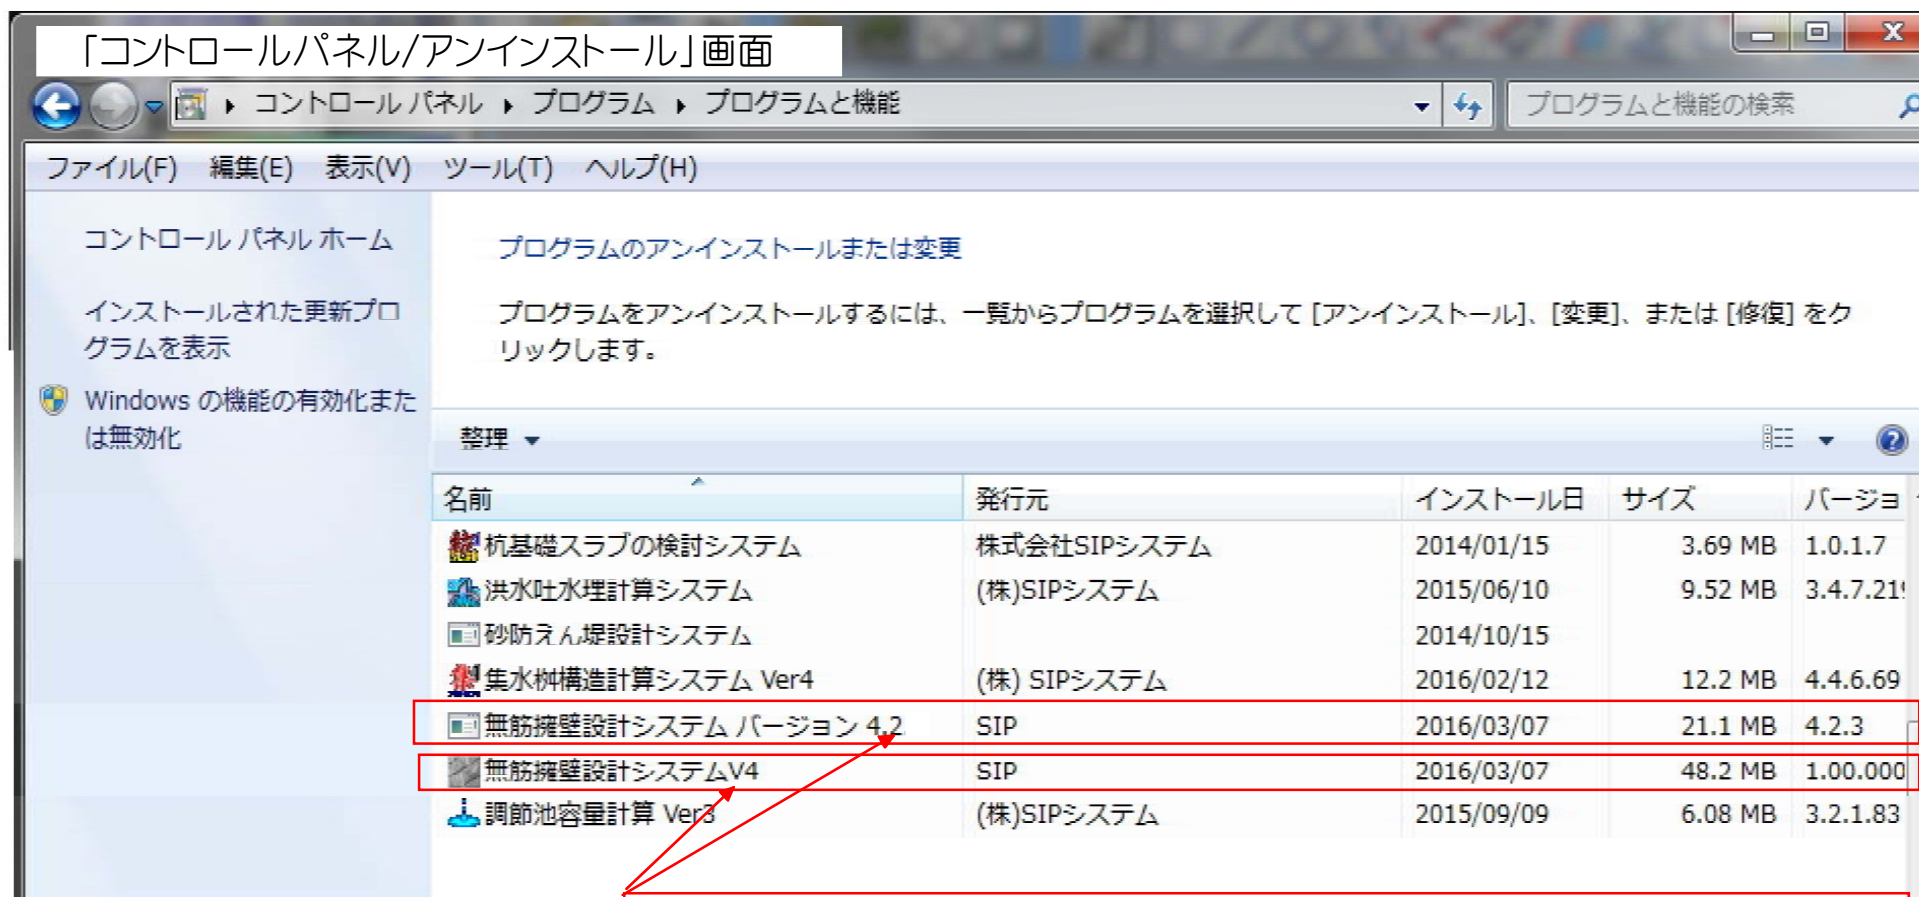 「コントロールパネル/アンインストール」画面
コントロール パネル プログラム プログラムと機能 プログラムと機能の検索
ファイル(F) 編集(E) 表示(V) ツール(T) ヘルプ(H)
コントロール パネル ホーム
インストールされた更新プロ
グラムを表示
Windows の機能の有効化また
は無効化
プログラムのアンインストールまたは変更
プログラムをアンインストールするには、一覧からプログラムを選択して [アンインストール]、[変更]、または [修復] をク
リックします。
整理
名前 発行元 インストール日 サイズ バージョ
杭基礎スラブの検討システム 株式会社SIPシステム 2014/01/15 3.69 MB 1.0.1.7
洪水吐水理計算システム (株)SIPシステム 2015/06/10 9.52 MB 3.4.7.21
砂防えん堤設計システム 2014/10/15
集水桝構造計算システム Ver4 (株) SIPシステム 2016/02/12 12.2 MB 4.4.6.69
無筋擁壁設計システム バージョン 4.2 SIP 2016/03/07 21.1 MB 4.2.3
無筋擁壁設計システムV4 SIP 2016/03/07 48.2 MB 1.00.000
調節池容量計算 Ver3 (株)SIPシステム 2015/09/09 6.08 MB 3.2.1.83